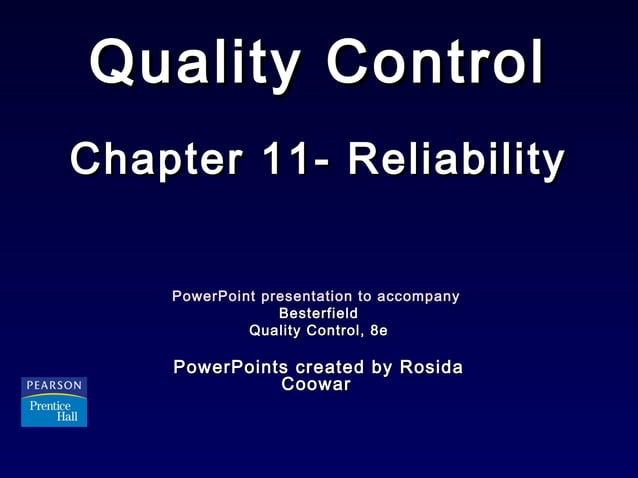 Quality Control
Chapter 11- Reliability
PowerPoint presentation to accompany
Besterfield
Quality Control, 8e
PowerPoints created by Rosida
Coowar
PEARSON
Prentice
Hall